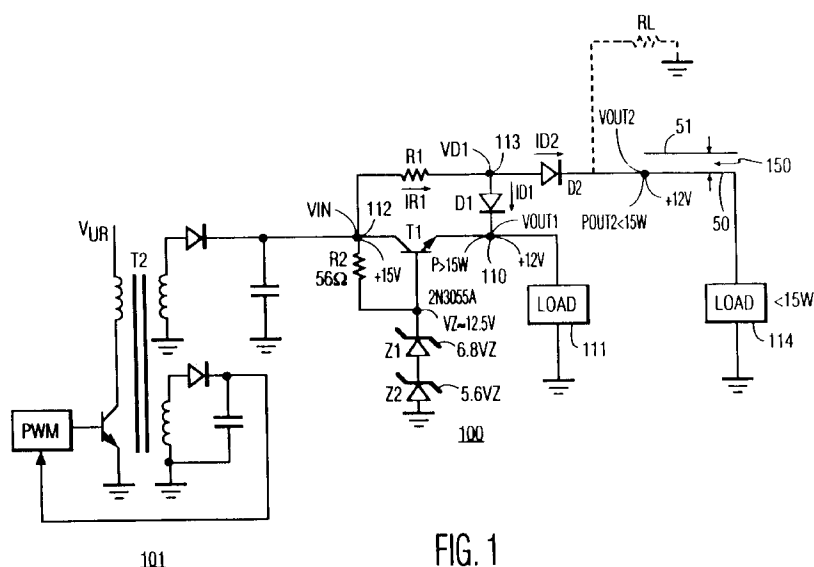 RL
VOUT2
51
VD1
113
ID2
R1
150
IR1
D1
ID1
D2
+12V
50
VIN
112
VOUT1
POUT2<15W
VUR
T1
T2
+15V
P>15W
110
+12V
R2
56Ω
2N3055A
VZ≈12.5V
LOAD
111
LOAD
<15W
114
Z1
6.8VZ
Z2
5.6VZ
PWM
100
101
FIG. 1